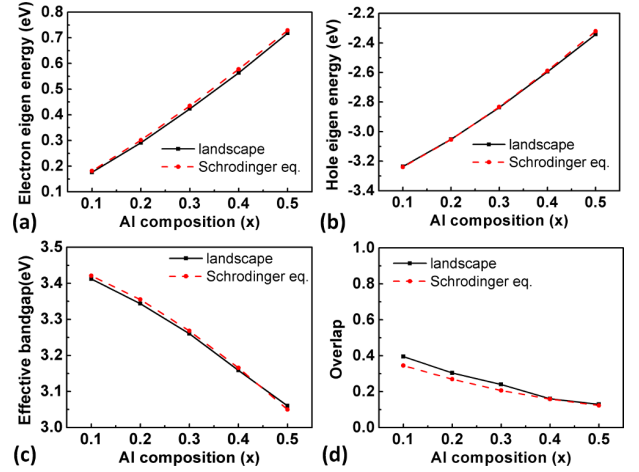 0.8
0.7
0.6
0.5
0.4
0.3
0.2
0.1
Electron eigen energy (eV)
landscape
Schrodinger eq.
0.1 0.2 0.3 0.4 0.5
Al composition (x)
(a)
-2.2
-2.4
-2.6
-2.8
-3.0
-3.2
-3.4
Hole eigen energy (eV)
landscape
Schrodinger eq.
0.1 0.2 0.3 0.4 0.5
Al composition (x)
(b)
3.5
3.4
3.3
3.2
3.1
3.0
Effective bandgap(eV)
landscape
Schrodinger eq.
0.1 0.2 0.3 0.4 0.5
Al composition (x)
(c)
1.0
0.8
0.6
0.4
0.2
0.0
Overlap
landscape
Schrodinger eq.
0.1 0.2 0.3 0.4 0.5
Al composition (x)
(d)